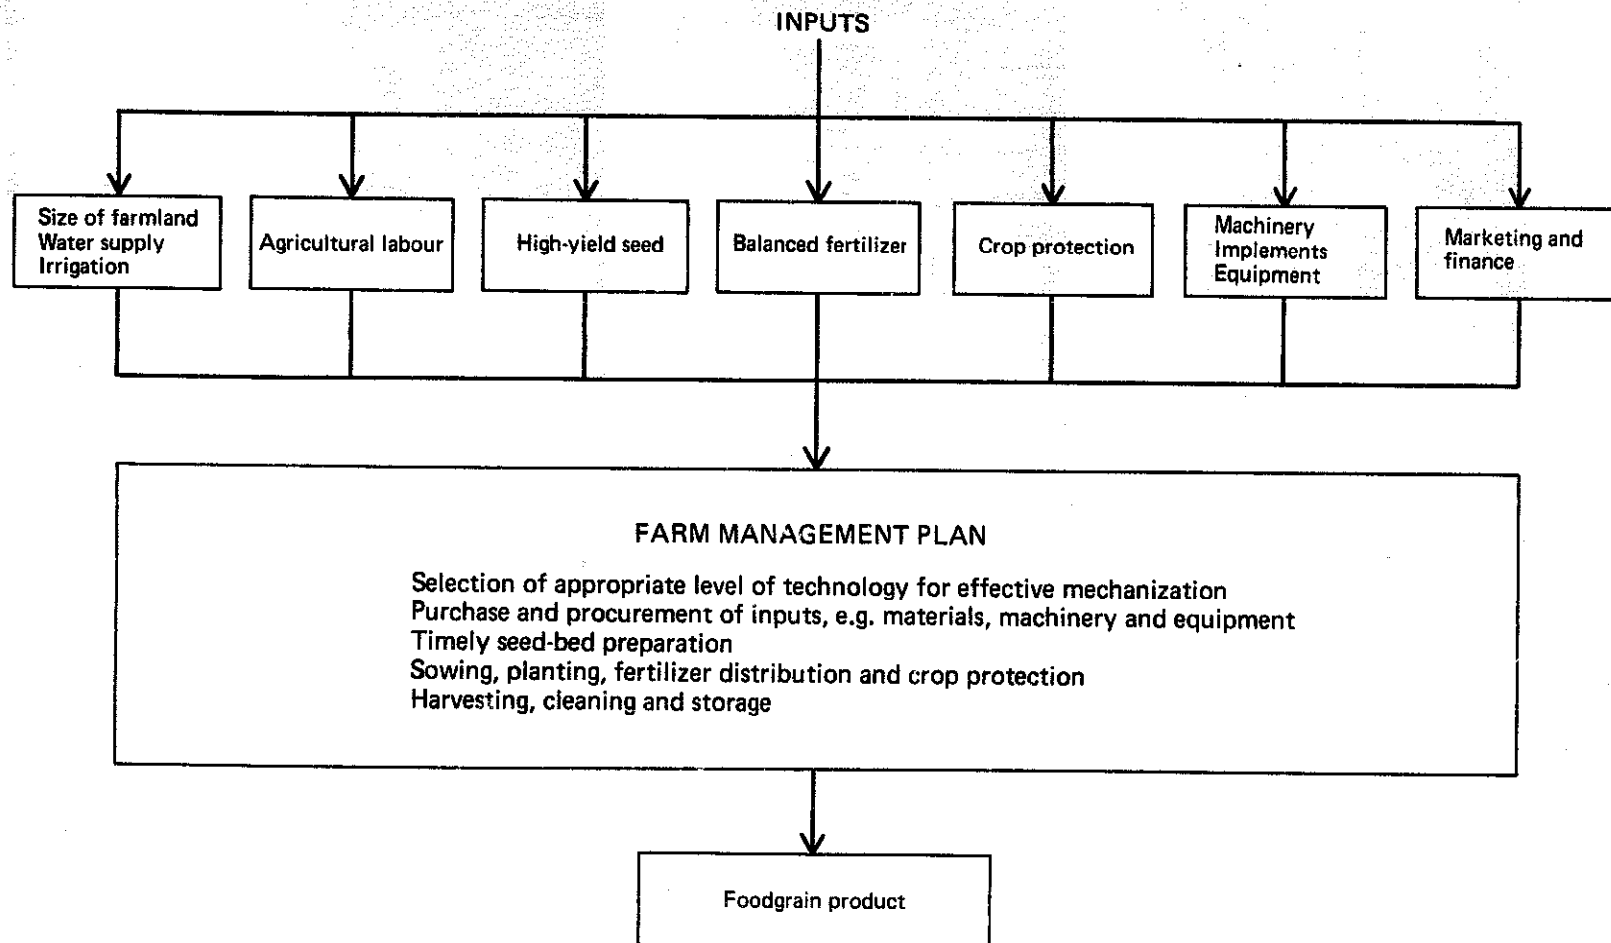 INPUTS
Size of farmland
Water supply
Irrigation
Agricultural labour
High-yield seed
Balanced fertilizer
Crop protection
Machinery
Implements
Equipment
Marketing and
finance
FARM MANAGEMENT PLAN
Selection of appropriate level of technology for effective mechanization
Purchase and procurement of inputs, e.g. materials, machinery and equipment
Timely seed-bed preparation
Sowing, planting, fertilizer distribution and crop protection
Harvesting, cleaning and storage
Foodgrain product